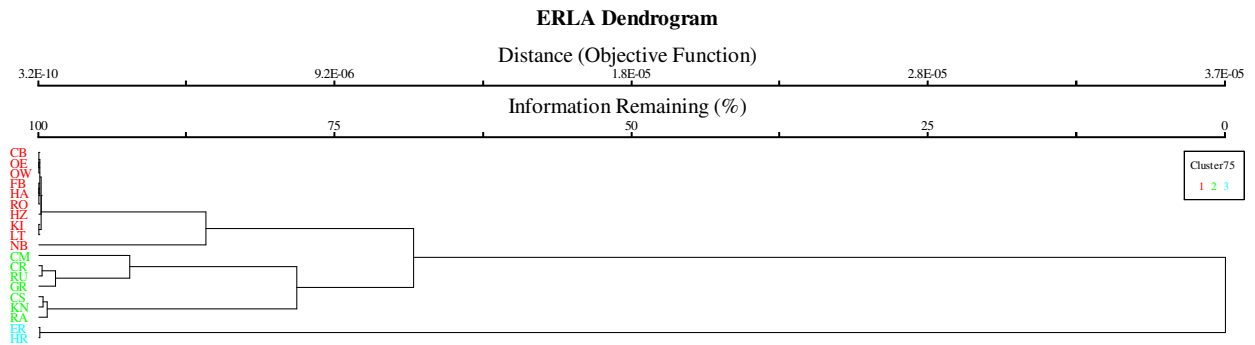 ERLA Dendrogram
Distance (Objective Function)
3.2E-10 9.2E-06 1.8E-05 2.8E-05 3.7E-05
Information Remaining (%)
100 75 50 25 0
CB
OE
OW
FB
HA
RO
HZ
KI
LT
NB
CM
CR
RU
GR
CS
KN
RA
ER
HR
Cluster75
1 2 3